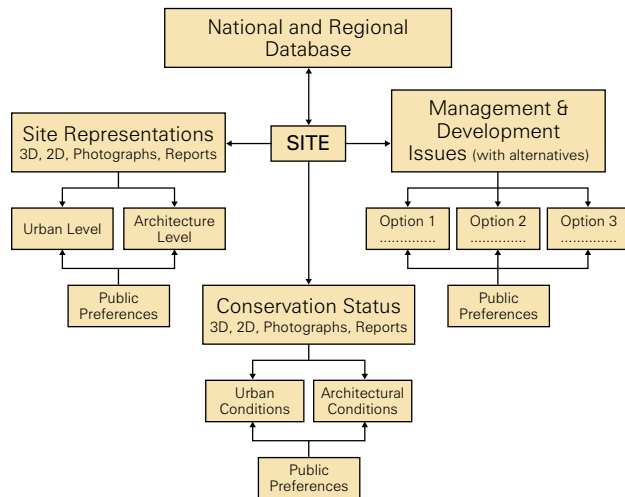 National and Regional
Database
Site Representations
3D, 2D, Photographs, Reports
SITE
Management &
Development
Issues (with alternatives)
Urban Level
Architecture
Level
Option 1
..............
Option 2
..............
Option 3
..............
Public
Preferences
Public
Preferences
Conservation Status
3D, 2D, Photographs, Reports
Urban
Conditions
Architectural
Conditions
Public
Preferences